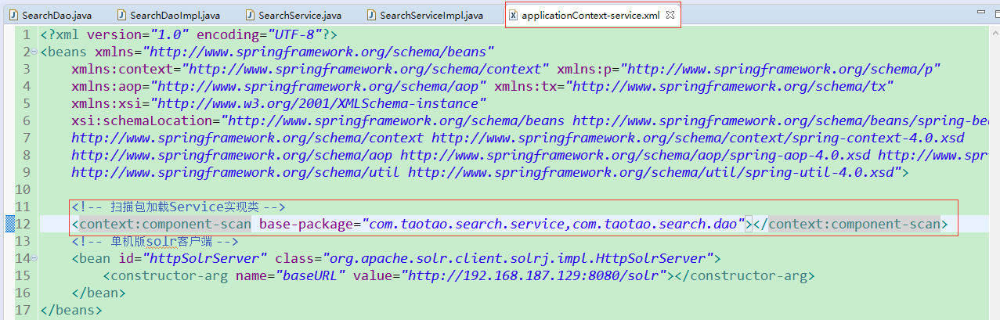 SearchDao.java SearchDaoImpl.java SearchService.java SearchServiceImpl.java applicationContext-service.xml
1 <?xml version="1.0" encoding="UTF-8"?>
2 <beans xmlns="http://www.springframework.org/schema/beans"
3 xmlns:context="http://www.springframework.org/schema/context" xmlns:p="http://www.springframework.org/schema/p"
4 xmlns:aop="http://www.springframework.org/schema/aop" xmlns:tx="http://www.springframework.org/schema/tx"
5 xmlns:xsi="http://www.w3.org/2001/XMLSchema-instance"
6 xsi:schemaLocation="http://www.springframework.org/schema/beans http://www.springframework.org/schema/beans/spring-be
7 http://www.springframework.org/schema/context http://www.springframework.org/schema/context/spring-context-4.0.xsd
8 http://www.springframework.org/schema/aop http://www.springframework.org/schema/aop/spring-aop-4.0.xsd http://www.spr
9 http://www.springframework.org/schema/util http://www.springframework.org/schema/util/spring-util-4.0.xsd">
10
11 <!-- 扫描包加载Service实现类 -->
12 <context:component-scan base-package="com.taotao.search.service,com.taotao.search.dao"></context:component-scan>
13 <!-- 单机版solr客户端 -->
14 <bean id="httpSolrServer" class="org.apache.solr.client.solrj.impl.HttpSolrServer">
15 <constructor-arg name="baseURL" value="http://192.168.187.129:8080/solr"></constructor-arg>
16 </bean>
17 </beans>